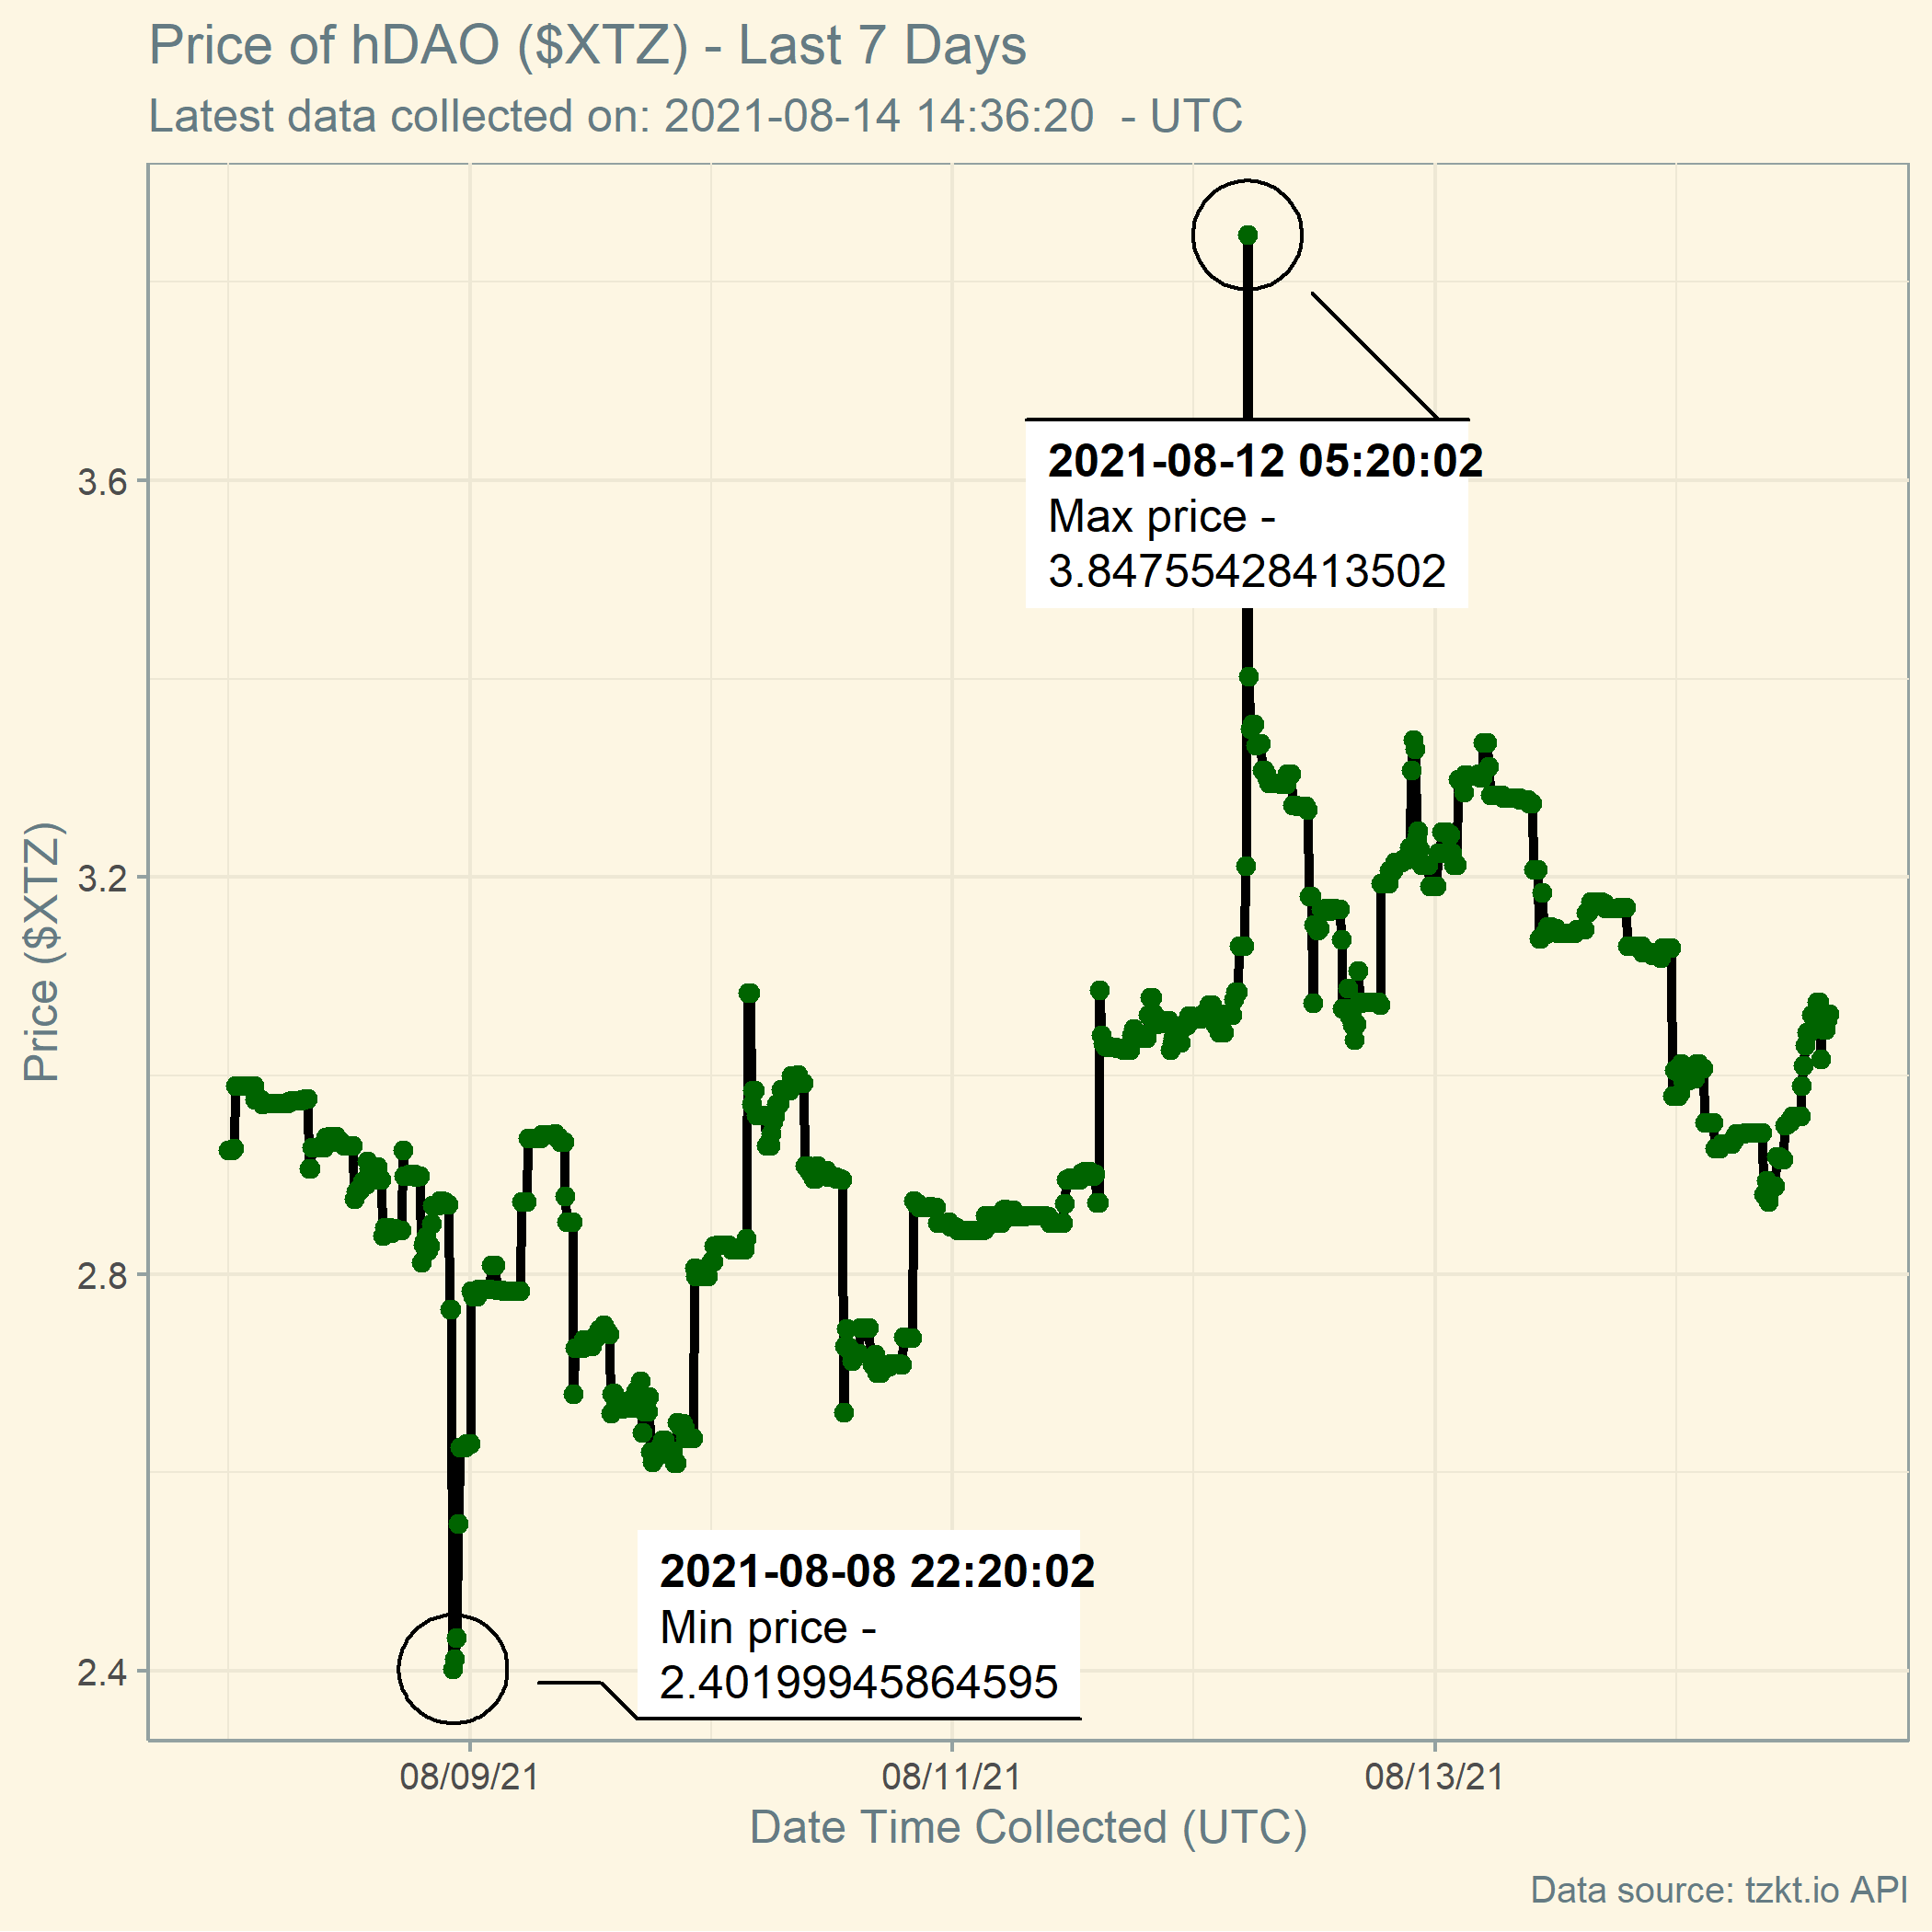 Price of hDAO ($XTZ) - Last 7 Days
Latest data collected on: 2021-08-14 14:36:20  - UTC
2021-08-12 05:20:02
Max price -
3.84755428413502
3.6
3.2
2.8
2.4
Price ($XTZ)
2021-08-08 22:20:02
Min price -
2.40199945864595
08/09/21
08/11/21
08/13/21
Date Time Collected (UTC)
Data source: tzkt.io API